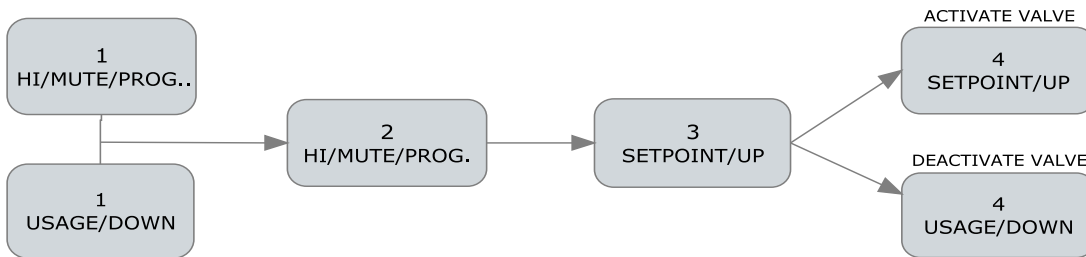 1
HI/MUTE/PROG..
1
USAGE/DOWN
2
HI/MUTE/PROG.
3
SETPOINT/UP
ACTIVATE VALVE
4
SETPOINT/UP
DEACTIVATE VALVE
4
USAGE/DOWN